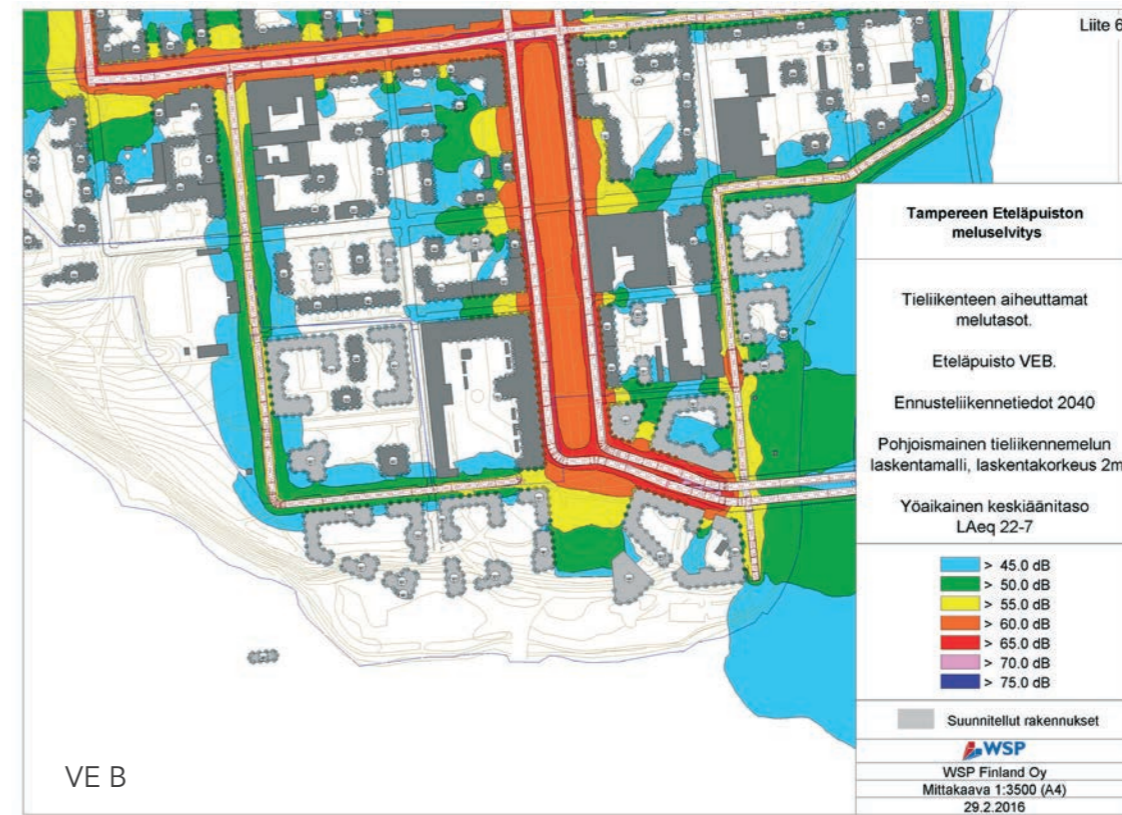 Liite 6
Tampereen Eteläpuiston
meluselvitys
Tieliikenteen aiheuttamat
melutasot.
Eteläpuisto VEB.
Ennusteliikennetiedot 2040
Pohjoismainen tieliikennemelun
laskentamalli, laskentakorkeus 2m
Yöaikainen keskiäänitaso
LAeq 22-7
> 45.0 dB
> 50.0 dB
> 55.0 dB
> 60.0 dB
> 65.0 dB
> 70.0 dB
> 75.0 dB
Suunnitellut rakennukset
WSP
WSP Finland Oy
Mittakaava 1:3500 (A4)
29.2.2016
VE B